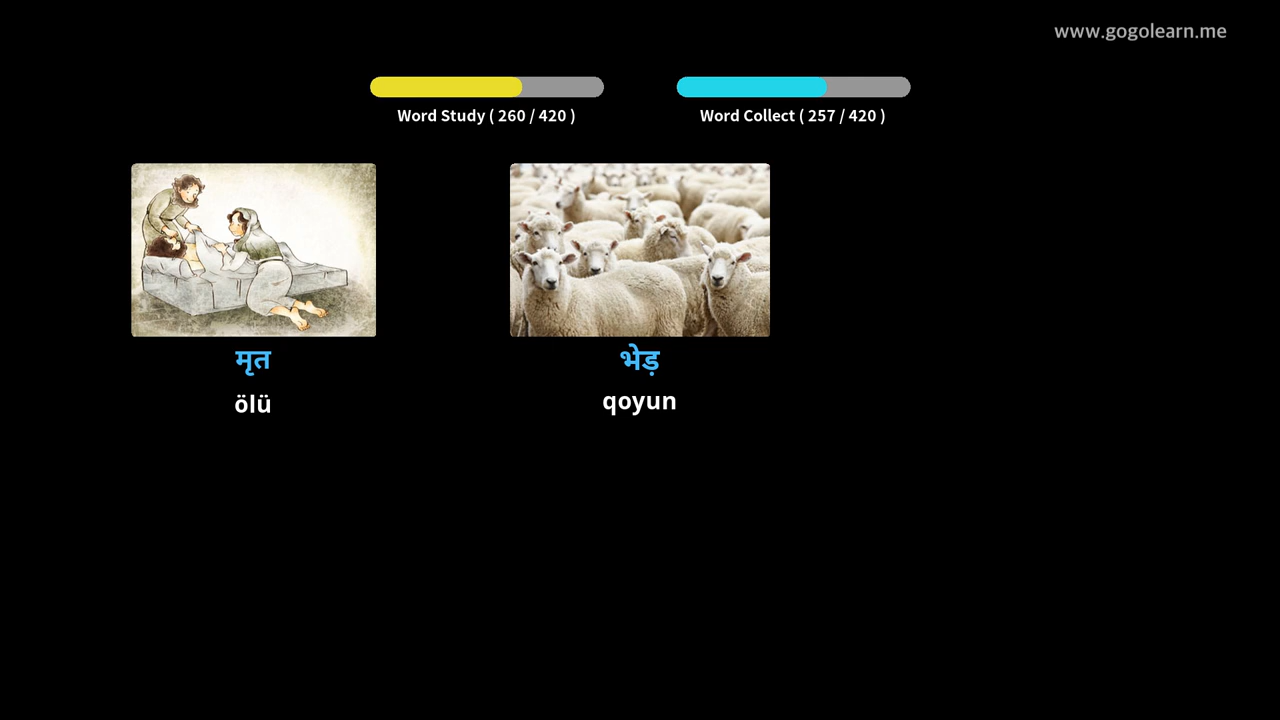 www.gogolearn.me
Word Study ( 260 / 420 )
Word Collect ( 257 / 420 )
मृत
ölü
भेड़
qoyun